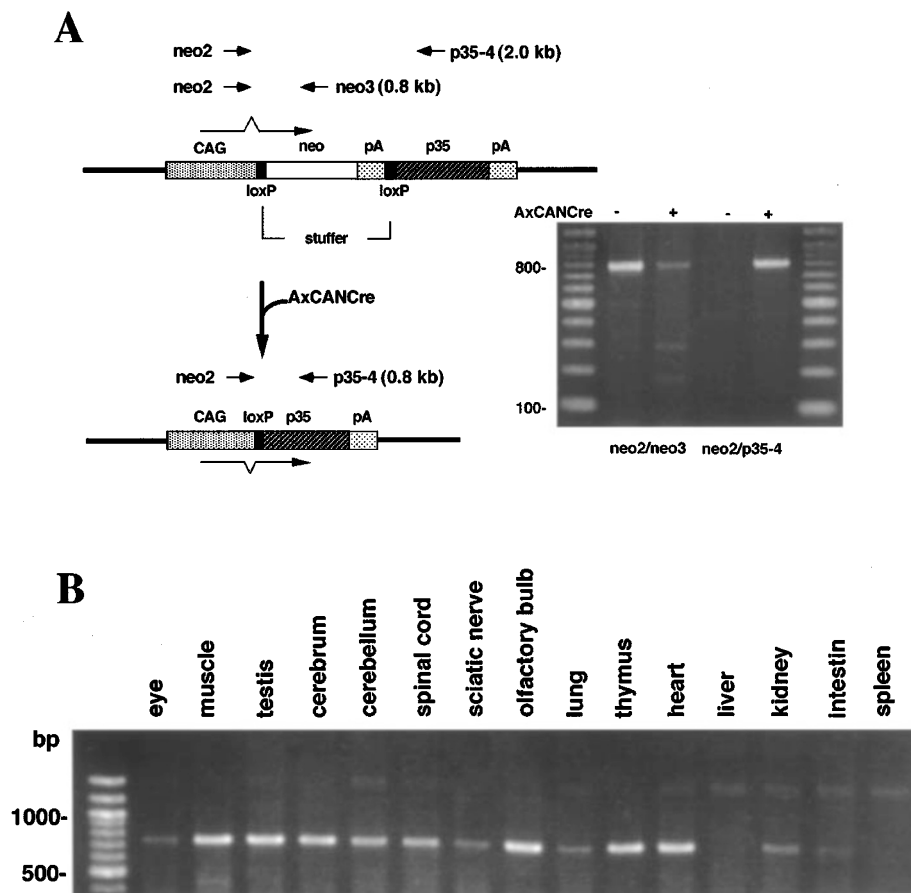 A
neo2 p35-4 (2.0 kb)
neo2 neo3 (0.8 kb)
CAG neo pA p35 pA
loxP loxP
stuffer
AxCANCre
neo2 p35-4 (0.8 kb)
CAG loxP p35 pA
AxCANCre - + - +
800-
100-
neo2/neo3 neo2/p35-4
B
eye
muscle
testis
cerebrum
cerebellum
spinal cord
sciatic nerve
olfactory bulb
lung
thymus
heart
liver
kidney
intestin
spleen
bp
1000-
500-